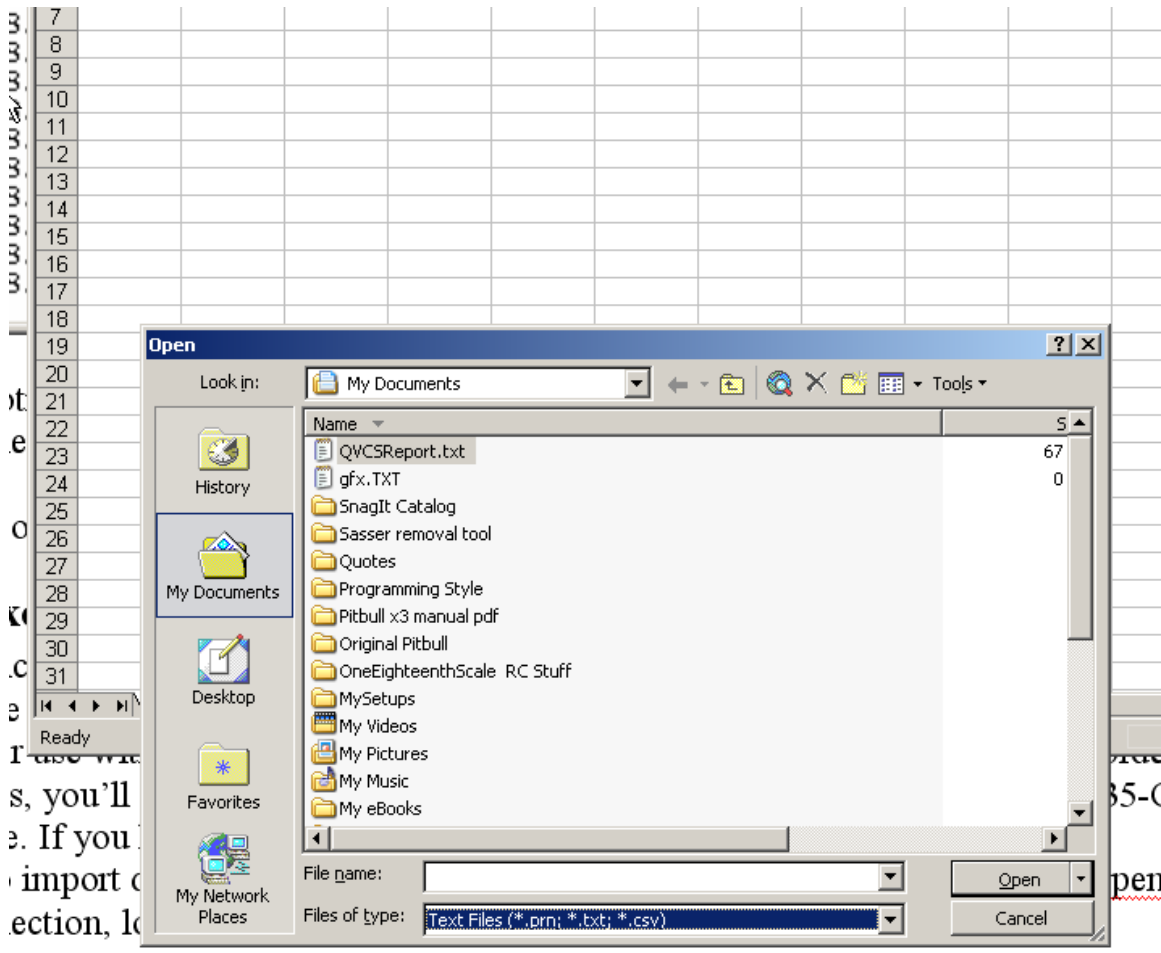 7
8
9
10
11
12
13
14
15
16
17
18
19
20
21
22
23
24
25
26
27
28
29
30
31
Ready
Open
Look in:
My Documents
Tools
History
My Documents
Desktop
Favorites
My Network
Places
Name
S
QVCSReport.txt
67
gfx.TXT
0
SnagIt Catalog
Sasser removal tool
Quotes
Programming Style
Pitbull x3 manual pdf
Original Pitbull
OneEighteenthScale RC Stuff
MySetups
My Videos
My Pictures
My Music
My eBooks
File name:
Open
Files of type:
Text Files (*.prn; *.txt; *.csv)
Cancel
s, you’ll
e. If you
import
ection,